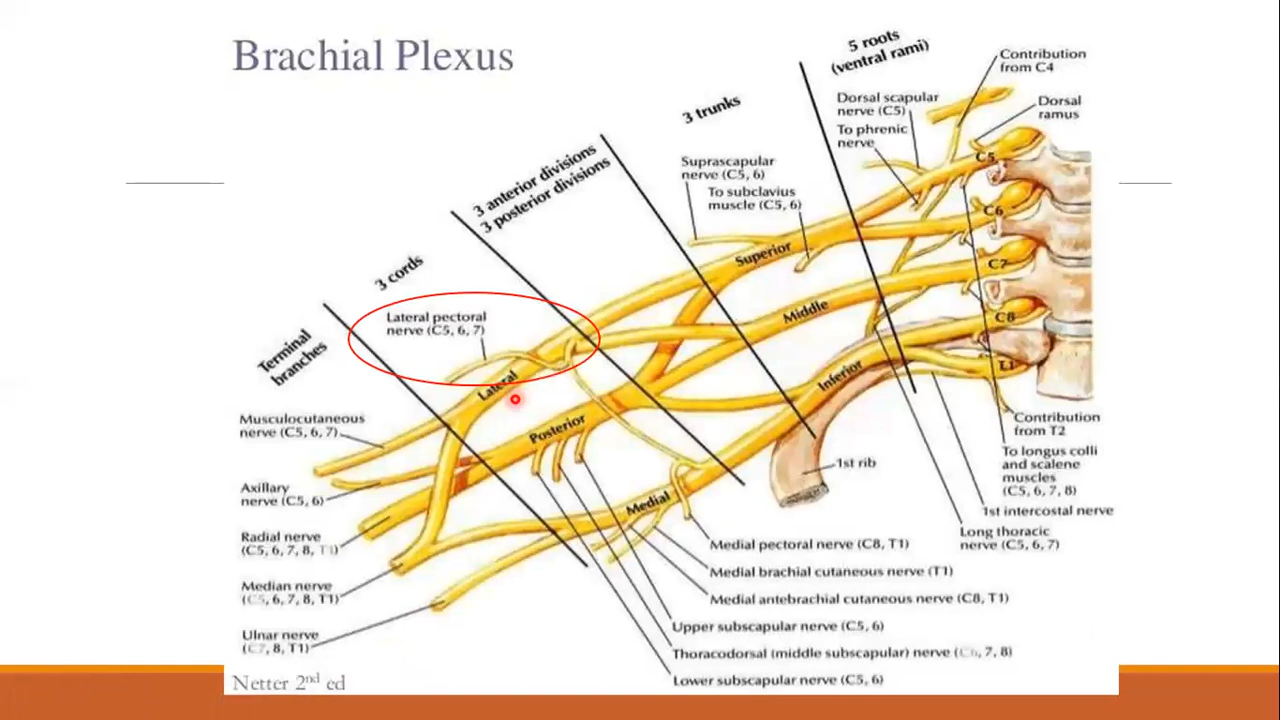 Brachial Plexus
5 roots
(ventral rami)
Contribution
from C4
3 trunks
Dorsal scapular
nerve (C5)
Dorsal
ramus
To phrenic
nerve
C5
3 anterior divisions
3 posterior divisions
Suprascapular
nerve (C5, 6)
To subclavius
muscle (C5, 6)
C6
3 cords
Superior
C7
Lateral pectoral
nerve (C5, 6, 7)
Middle
C8
Terminal
branches
Lateral
Inferior
T1
Musculocutaneous
nerve (C5, 6, 7)
Posterior
Contribution
from T2
1st rib
To longus colli
and scalene
muscles
(C5, 6, 7, 8)
Axillary
nerve (C5, 6)
Medial
1st intercostal nerve
Radial nerve
(C5, 6, 7, 8, T1)
Long thoracic
nerve (C5, 6, 7)
Medial pectoral nerve (C8, T1)
Medial brachial cutaneous nerve (T1)
Median nerve
(C5, 6, 7, 8, T1)
Medial antebrachial cutaneous nerve (C8, T1)
Upper subscapular nerve (C5, 6)
Ulnar nerve
(C7, 8, T1)
Thoracodorsal (middle subscapular) nerve (C6, 7, 8)
Lower subscapular nerve (C5, 6)
Netter 2nd ed